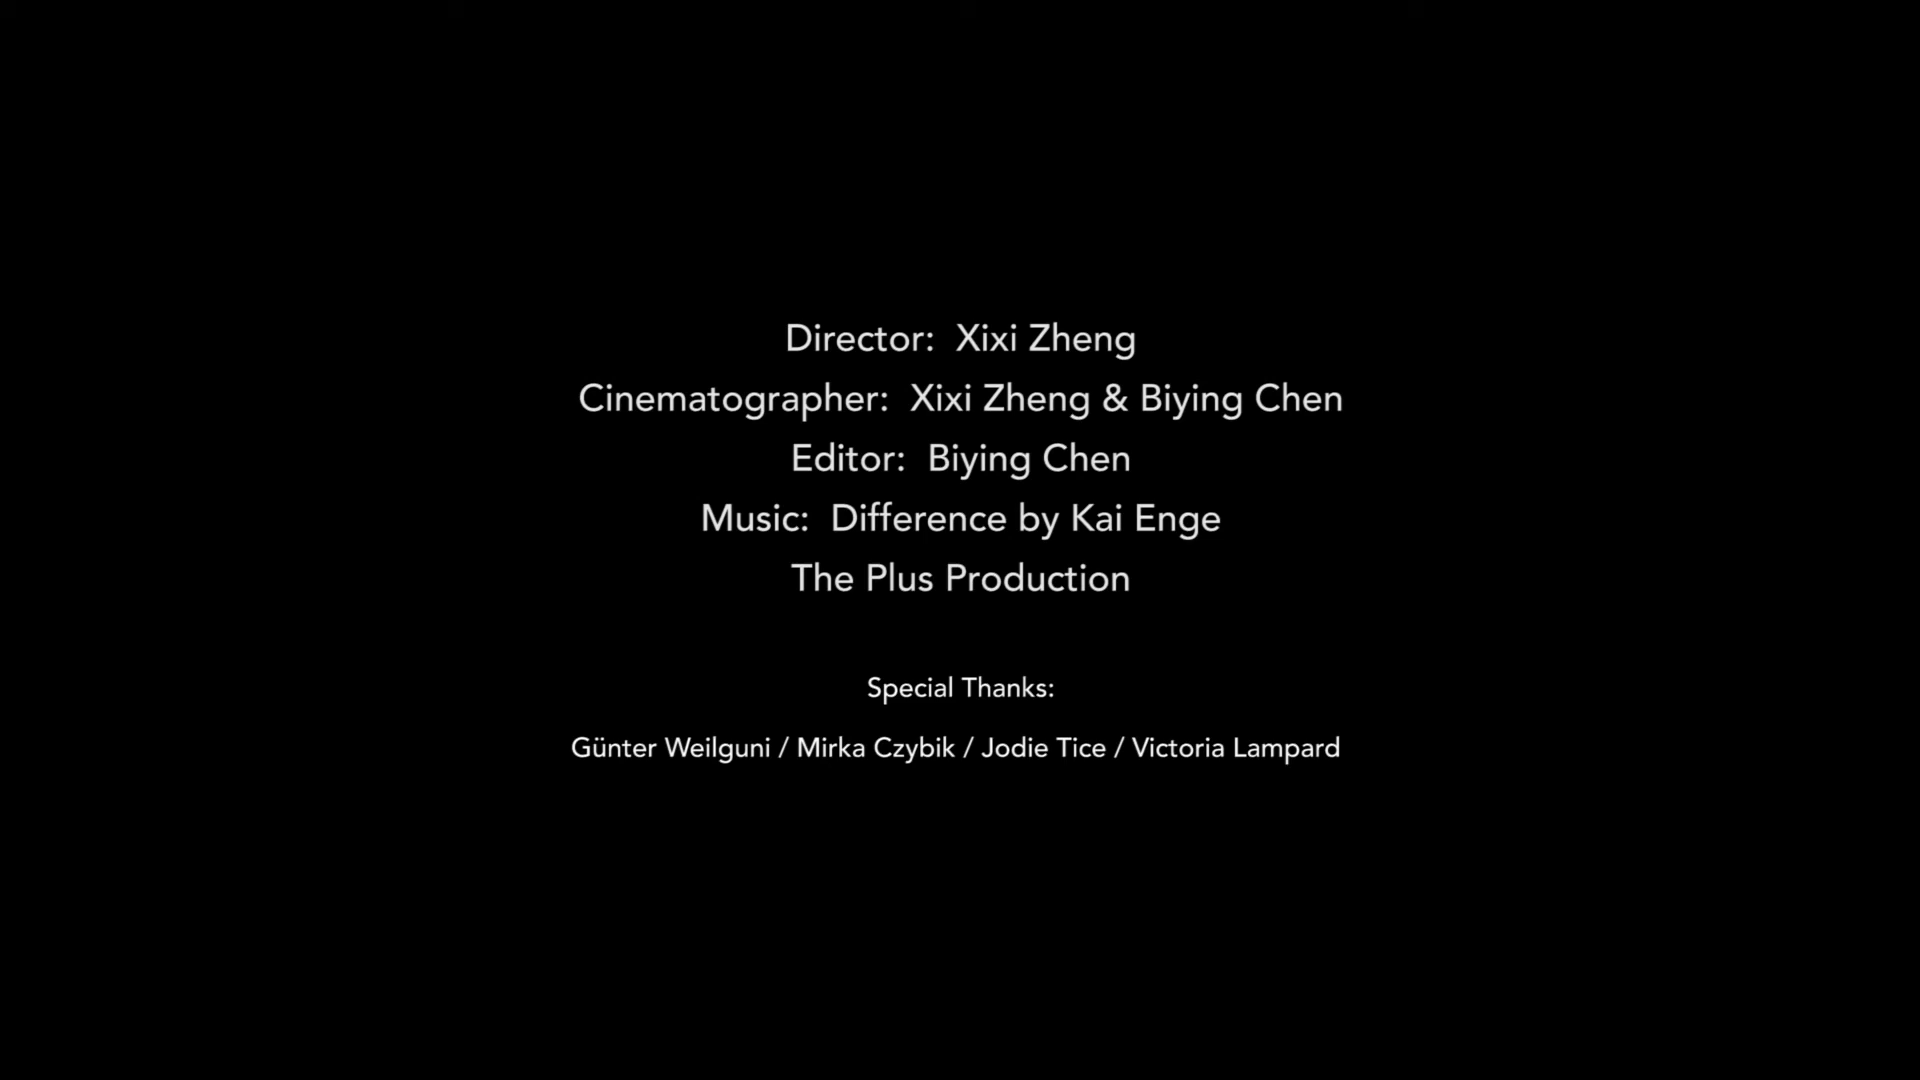 Director:  Xixi Zheng
Cinematographer:  Xixi Zheng & Biying Chen
Editor:  Biying Chen
Music:  Difference by Kai Enge
The Plus Production
Special Thanks:
Günter Weilguni / Mirka Czybik / Jodie Tice / Victoria Lampard